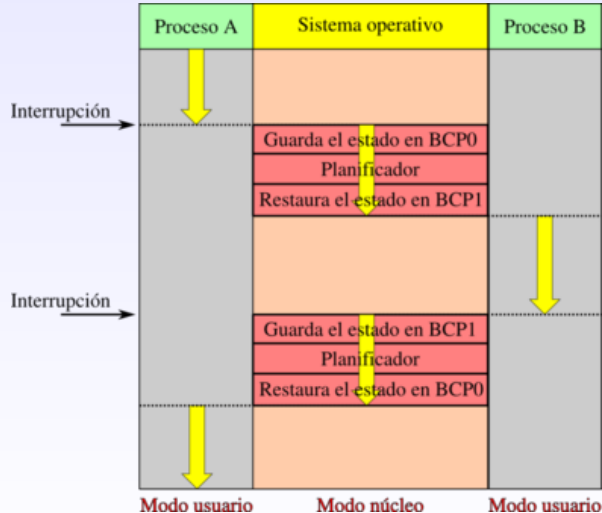 Proceso A
Sistema operativo
Proceso B
Interrupción
Guarda el estado en BCP0
Planificador
Restaura el estado en BCP1
Interrupción
Guarda el estado en BCP1
Planificador
Restaura el estado en BCP0
Modo usuario
Modo núcleo
Modo usuario